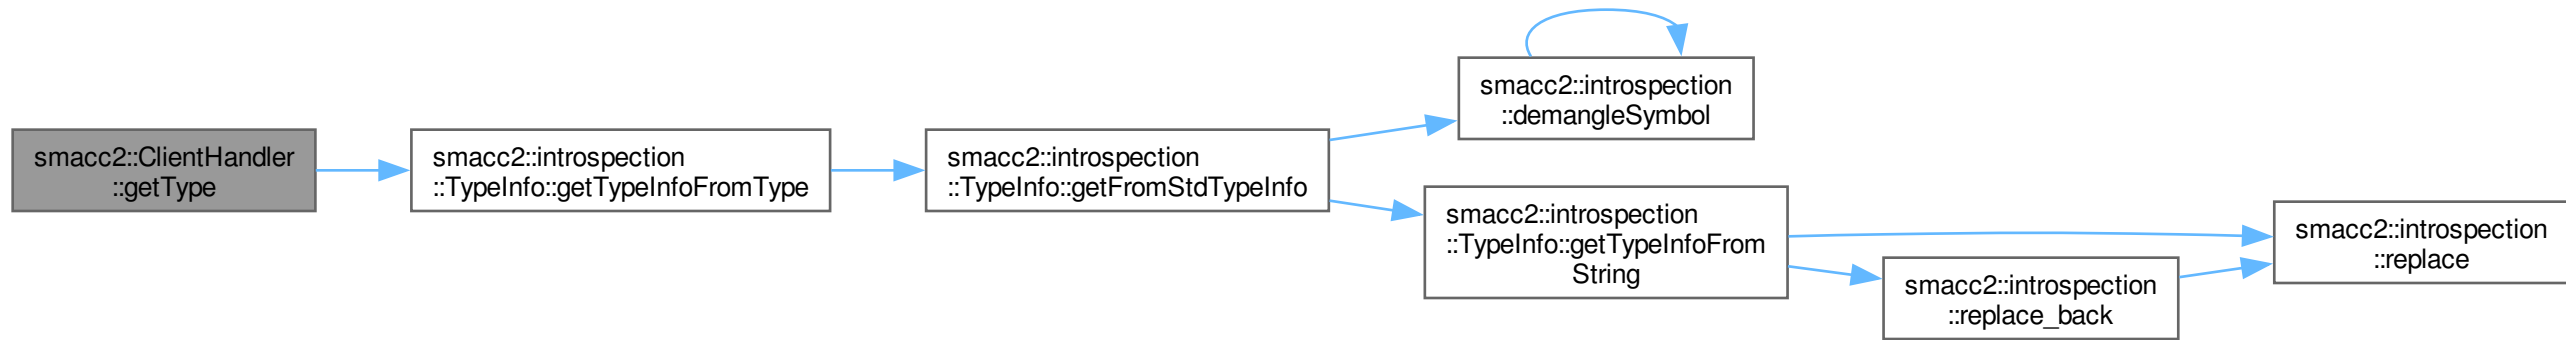 smacc2::ClientHandler
::getType
smacc2::introspection
::TypeInfo::getTypeInfoFromType
smacc2::introspection
::TypeInfo::getFromStdTypeInfo
smacc2::introspection
::demangleSymbol
smacc2::introspection
::TypeInfo::getTypeInfoFrom
String
smacc2::introspection
::replace_back
smacc2::introspection
::replace